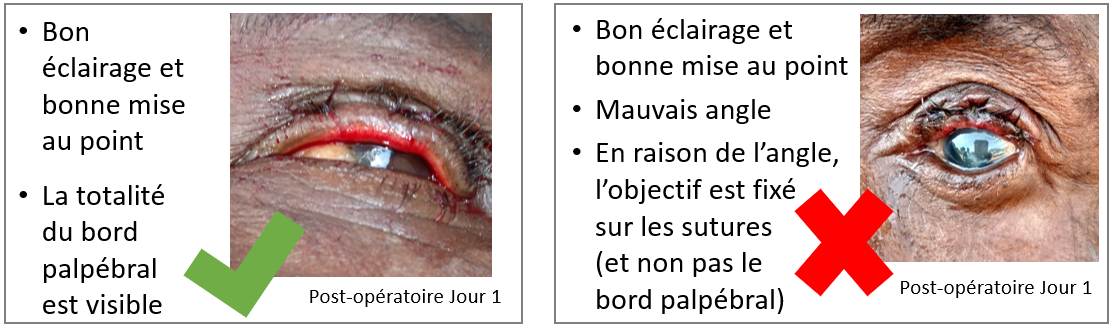 • Bon
éclairage et
bonne mise
au point
• La totalité
du bord
palpébral
est visible
Post-opératoire Jour 1
• Bon éclairage et
bonne mise au point
• Mauvais angle
• En raison de l’angle,
l’objectif est fixé
sur les sutures
(et non pas le
bord palpébral)
Post-opératoire Jour 1